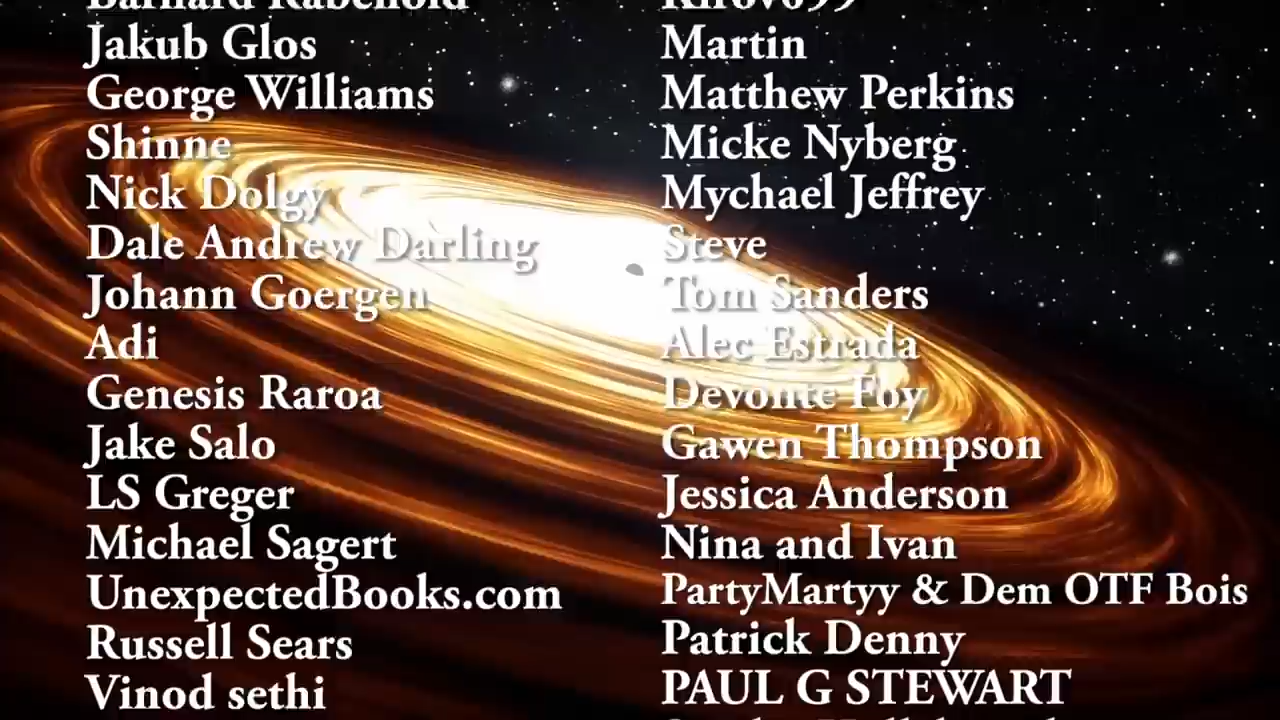 Barnard Rabenold
Jakub Glos
George Williams
Shinne
Nick Dolgy
Dale Andrew Darling
Johann Goergen
Adi
Genesis Raroa
Jake Salo
LS Greger
Michael Sagert
UnexpectedBooks.com
Russell Sears
Vinod sethi
Martin
Matthew Perkins
Micke Nyberg
Mychael Jeffrey
Steve
Tom Sanders
Alec Estrada
Devonte Foy
Gawen Thompson
Jessica Anderson
Nina and Ivan
PartyMartyy & Dem OTF Bois
Patrick Denny
PAUL G STEWART